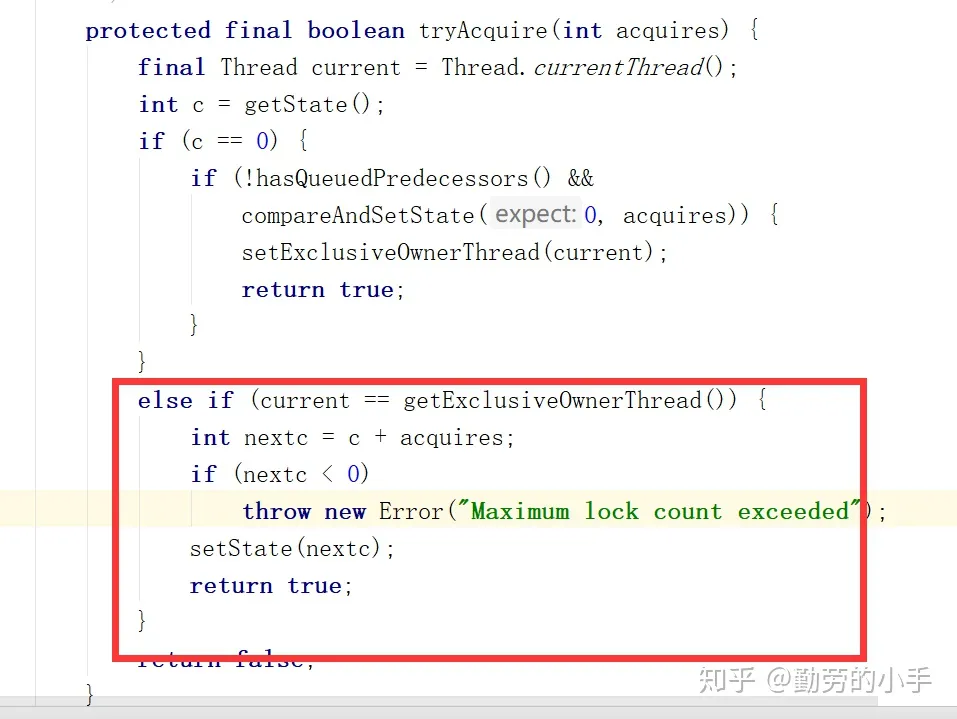 protected final boolean tryAcquire(int acquires) {
final Thread current = Thread.currentThread();
int c = getState();
if (c == 0) {
if (!hasQueuedPredecessors() &&
compareAndSetState( expect: 0, acquires)) {
setExclusiveOwnerThread(current);
return true;
}
}
else if (current == getExclusiveOwnerThread()) {
int nextc = c + acquires;
if (nextc < 0)
throw new Error("Maximum lock count exceeded");
setState(nextc);
return true;
}
return false;
}
知乎 @勤劳的小手